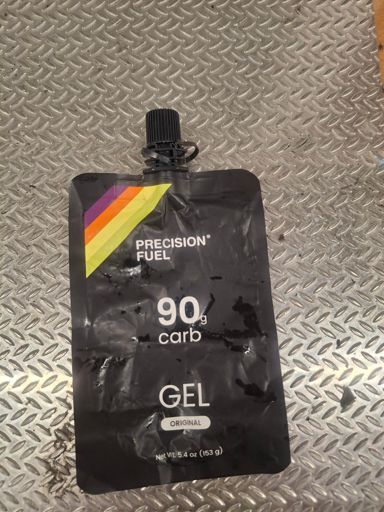 PRECISION®
FUEL
90g
carb
GEL
ORIGINAL
Net Wt. 5.4 oz (153 g)